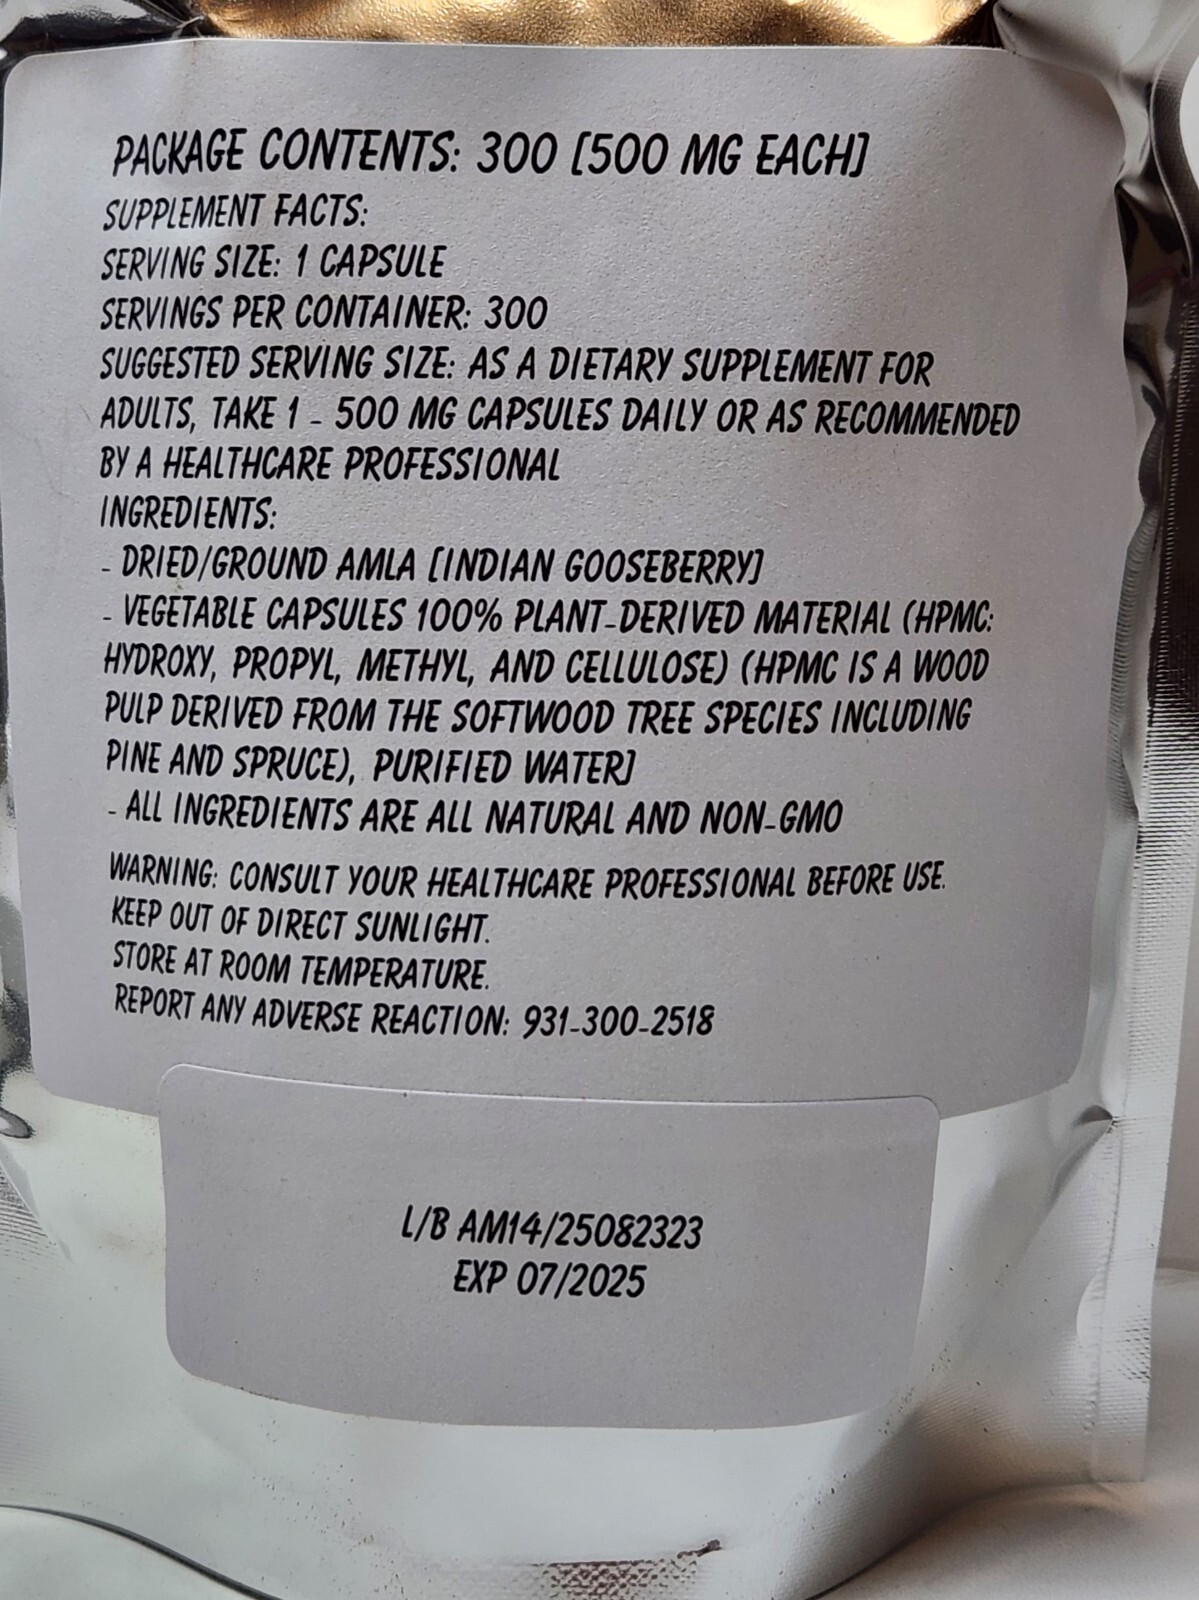 PACKAGE CONTENTS: 300 [500 MG EACH]
SUPPLEMENT FACTS:
SERVING SIZE: 1 CAPSULE
SERVINGS PER CONTAINER: 300
SUGGESTED SERVING SIZE: AS A DIETARY SUPPLEMENT FOR
ADULTS, TAKE 1 - 500 MG CAPSULES DAILY OR AS RECOMMENDED
BY A HEALTHCARE PROFESSIONAL
INGREDIENTS:
- DRIED/GROUND AMLA [INDIAN GOOSEBERRY]
- VEGETABLE CAPSULES 100% PLANT-DERIVED MATERIAL (HPMC:
HYDROXY, PROPYL, METHYL, AND CELLULOSE) (HPMC IS A WOOD
PULP DERIVED FROM THE SOFTWOOD TREE SPECIES INCLUDING
PINE AND SPRUCE), PURIFIED WATER]
- ALL INGREDIENTS ARE ALL NATURAL AND NON-GMO
WARNING: CONSULT YOUR HEALTHCARE PROFESSIONAL BEFORE USE.
KEEP OUT OF DIRECT SUNLIGHT.
STORE AT ROOM TEMPERATURE.
REPORT ANY ADVERSE REACTION: 931-300-2518
L/B AM14/25082323
EXP 07/2025